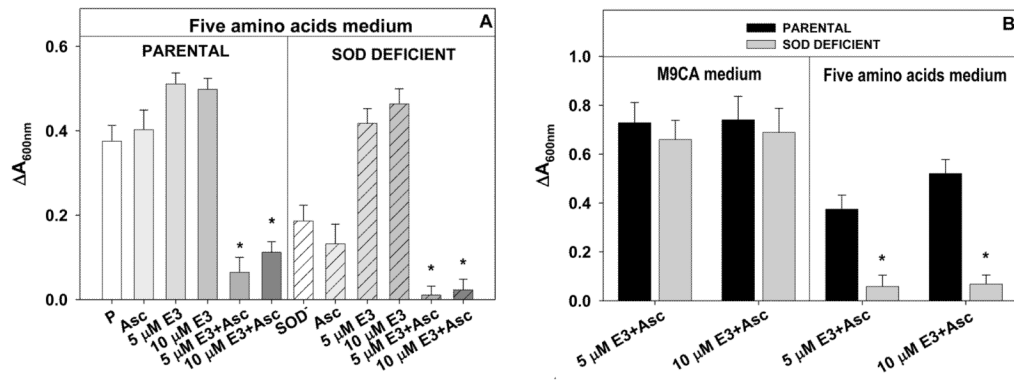 Five amino acids medium
A
PARENTAL
SOD DEFICIENT
ΔA600nm
0.6
0.4
0.2
0.0
*
*
*
*
P
Asc
5 μM E3
10 μM E3
5 μM E3+Asc
10 μM E3+Asc
SOD-
Asc
5 μM E3
10 μM E3
5 μM E3+Asc
10 μM E3+Asc
PARENTAL
SOD DEFICIENT
B
M9CA medium
Five amino acids medium
ΔA600nm
1.0
0.8
0.6
0.4
0.2
0.0
*
*
5 μM E3+Asc
10 μM E3+Asc
5 μM E3+Asc
10 μM E3+Asc